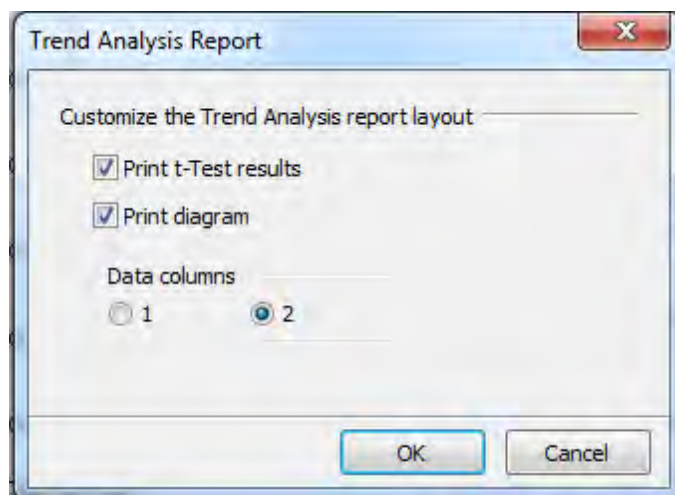 Trend Analysis Report
Customize the Trend Analysis report layout
Print t-Test results
Print diagram
Data columns
1 2
OK Cancel